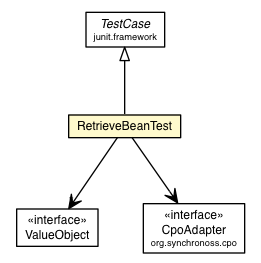 TestCase
junit.framework
RetrieveBeanTest
«interface»
ValueObject
«interface»
CpoAdapter
org.synchronoss.cpo